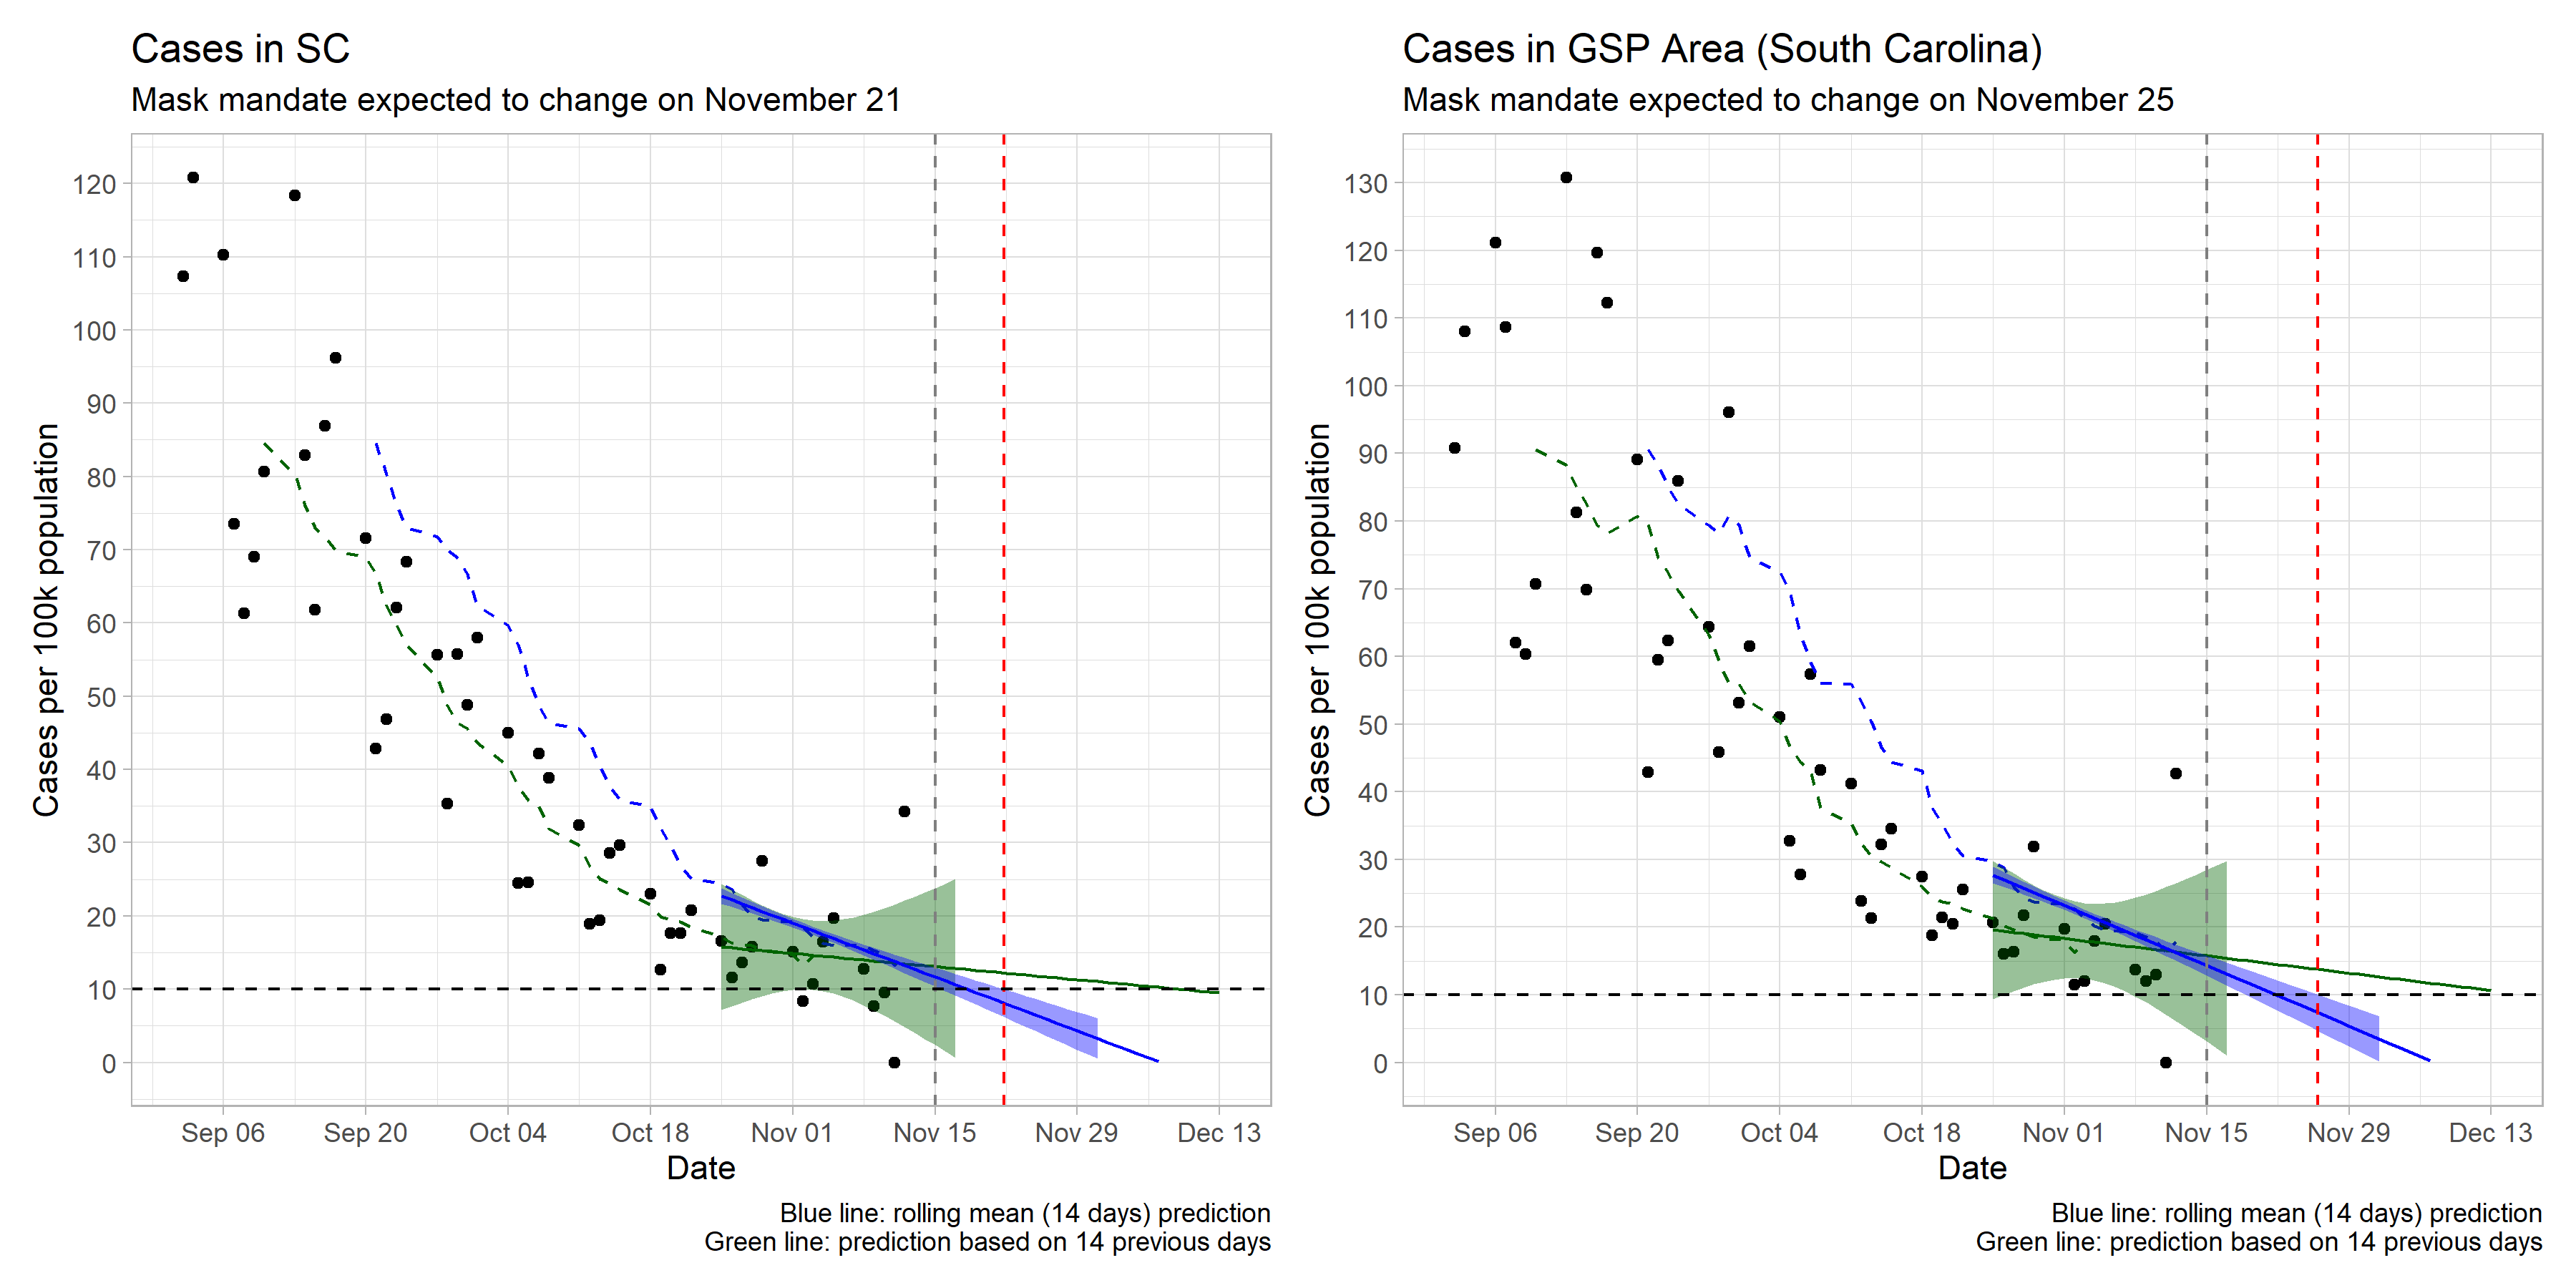 Cases in SC
Mask mandate expected to change on November 21
Cases per 100k population
120
110
100
90
80
70
60
50
40
30
20
10
0
Sep 06 Sep 20 Oct 04 Oct 18 Nov 01 Nov 15 Nov 29 Dec 13
Date
Blue line: rolling mean (14 days) prediction
Green line: prediction based on 14 previous days
Cases in GSP Area (South Carolina)
Mask mandate expected to change on November 25
Cases per 100k population
130
120
110
100
90
80
70
60
50
40
30
20
10
0
Sep 06 Sep 20 Oct 04 Oct 18 Nov 01 Nov 15 Nov 29 Dec 13
Date
Blue line: rolling mean (14 days) prediction
Green line: prediction based on 14 previous days